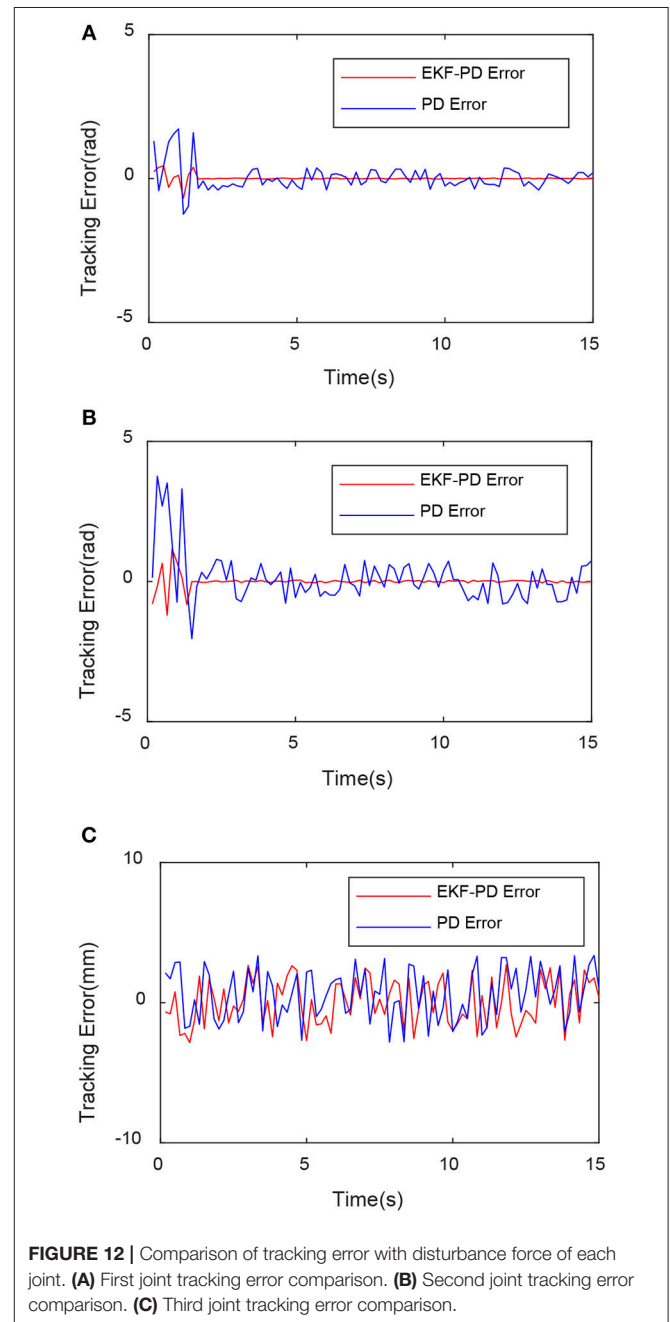 A
5
EKF-PD Error
PD Error
0
-5
Tracking Error(rad)
0 5 10 15
Time(s)
B
5
EKF-PD Error
PD Error
0
-5
Tracking Error(rad)
0 5 10 15
Time(s)
C
10
EKF-PD Error
PD Error
0
-10
Tracking Error(mm)
0 5 10 15
Time(s)
FIGURE 12 | Comparison of tracking error with disturbance force of each
joint. (A) First joint tracking error comparison. (B) Second joint tracking error
comparison. (C) Third joint tracking error comparison.